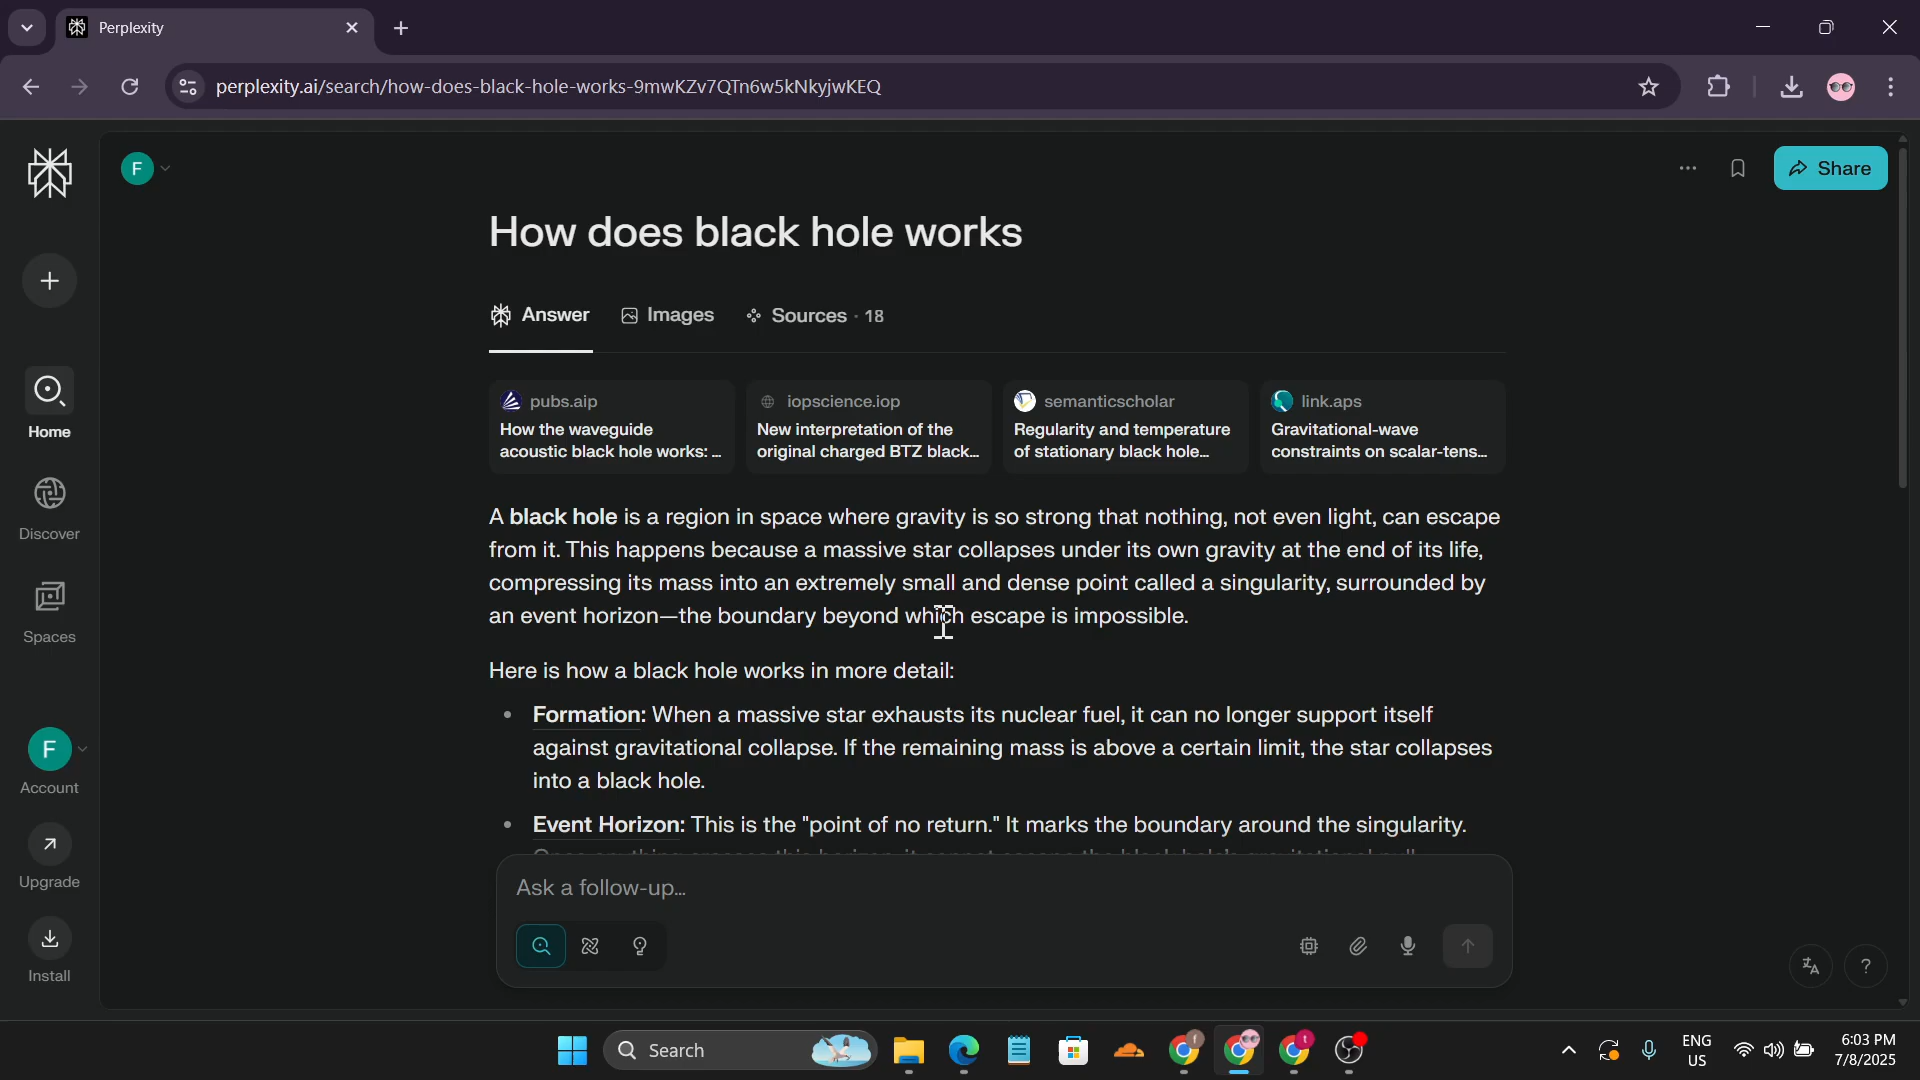 Perplexity
perplexity.ai/search/how-does-black-hole-works-9mwKZv7QTn6w5kNkyjwKEQ
F
Share
How does black hole works
Answer
Images
Sources · 18
pubs.aip
How the waveguide
acoustic black hole works: ...
iopscience.iop
New interpretation of the
original charged BTZ black...
semanticscholar
Regularity and temperature
of stationary black hole...
link.aps
Gravitational-wave
constraints on scalar-tens...
Home
Discover
Spaces
F
Account
Upgrade
Install
A black hole is a region in space where gravity is so strong that nothing, not even light, can escape
from it. This happens because a massive star collapses under its own gravity at the end of its life,
compressing its mass into an extremely small and dense point called a singularity, surrounded by
an event horizon—the boundary beyond which escape is impossible.
Here is how a black hole works in more detail:
• Formation: When a massive star exhausts its nuclear fuel, it can no longer support itself
against gravitational collapse. If the remaining mass is above a certain limit, the star collapses
into a black hole.
• Event Horizon: This is the "point of no return." It marks the boundary around the singularity.
Ask a follow-up...
?
Search
f
t
ENG
US
6:03 PM
7/8/2025